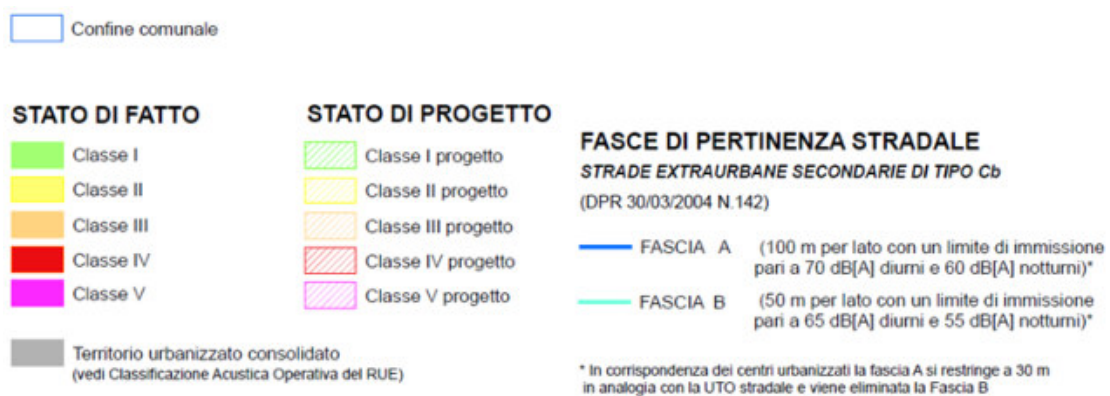 Confine comunale
STATO DI FATTO
Classe I
Classe II
Classe III
Classe IV
Classe V
Territorio urbanizzato consolidato
(vedi Classificazione Acustica Operativa del RUE)
STATO DI PROGETTO
Classe I progetto
Classe II progetto
Classe III progetto
Classe IV progetto
Classe V progetto
FASCE DI PERTINENZA STRADALE
STRADE EXTRAURBANE SECONDARIE DI TIPO Cb
(DPR 30/03/2004 N.142)
FASCIA A (100 m per lato con un limite di immissione
pari a 70 dB[A] diurni e 60 dB[A] notturni)*
FASCIA B (50 m per lato con un limite di immissione
pari a 65 dB[A] diurni e 55 dB[A] notturni)*
* In corrispondenza dei centri urbanizzati la fascia A si restringe a 30 m
in analogia con la UTO stradale e viene eliminata la Fascia B